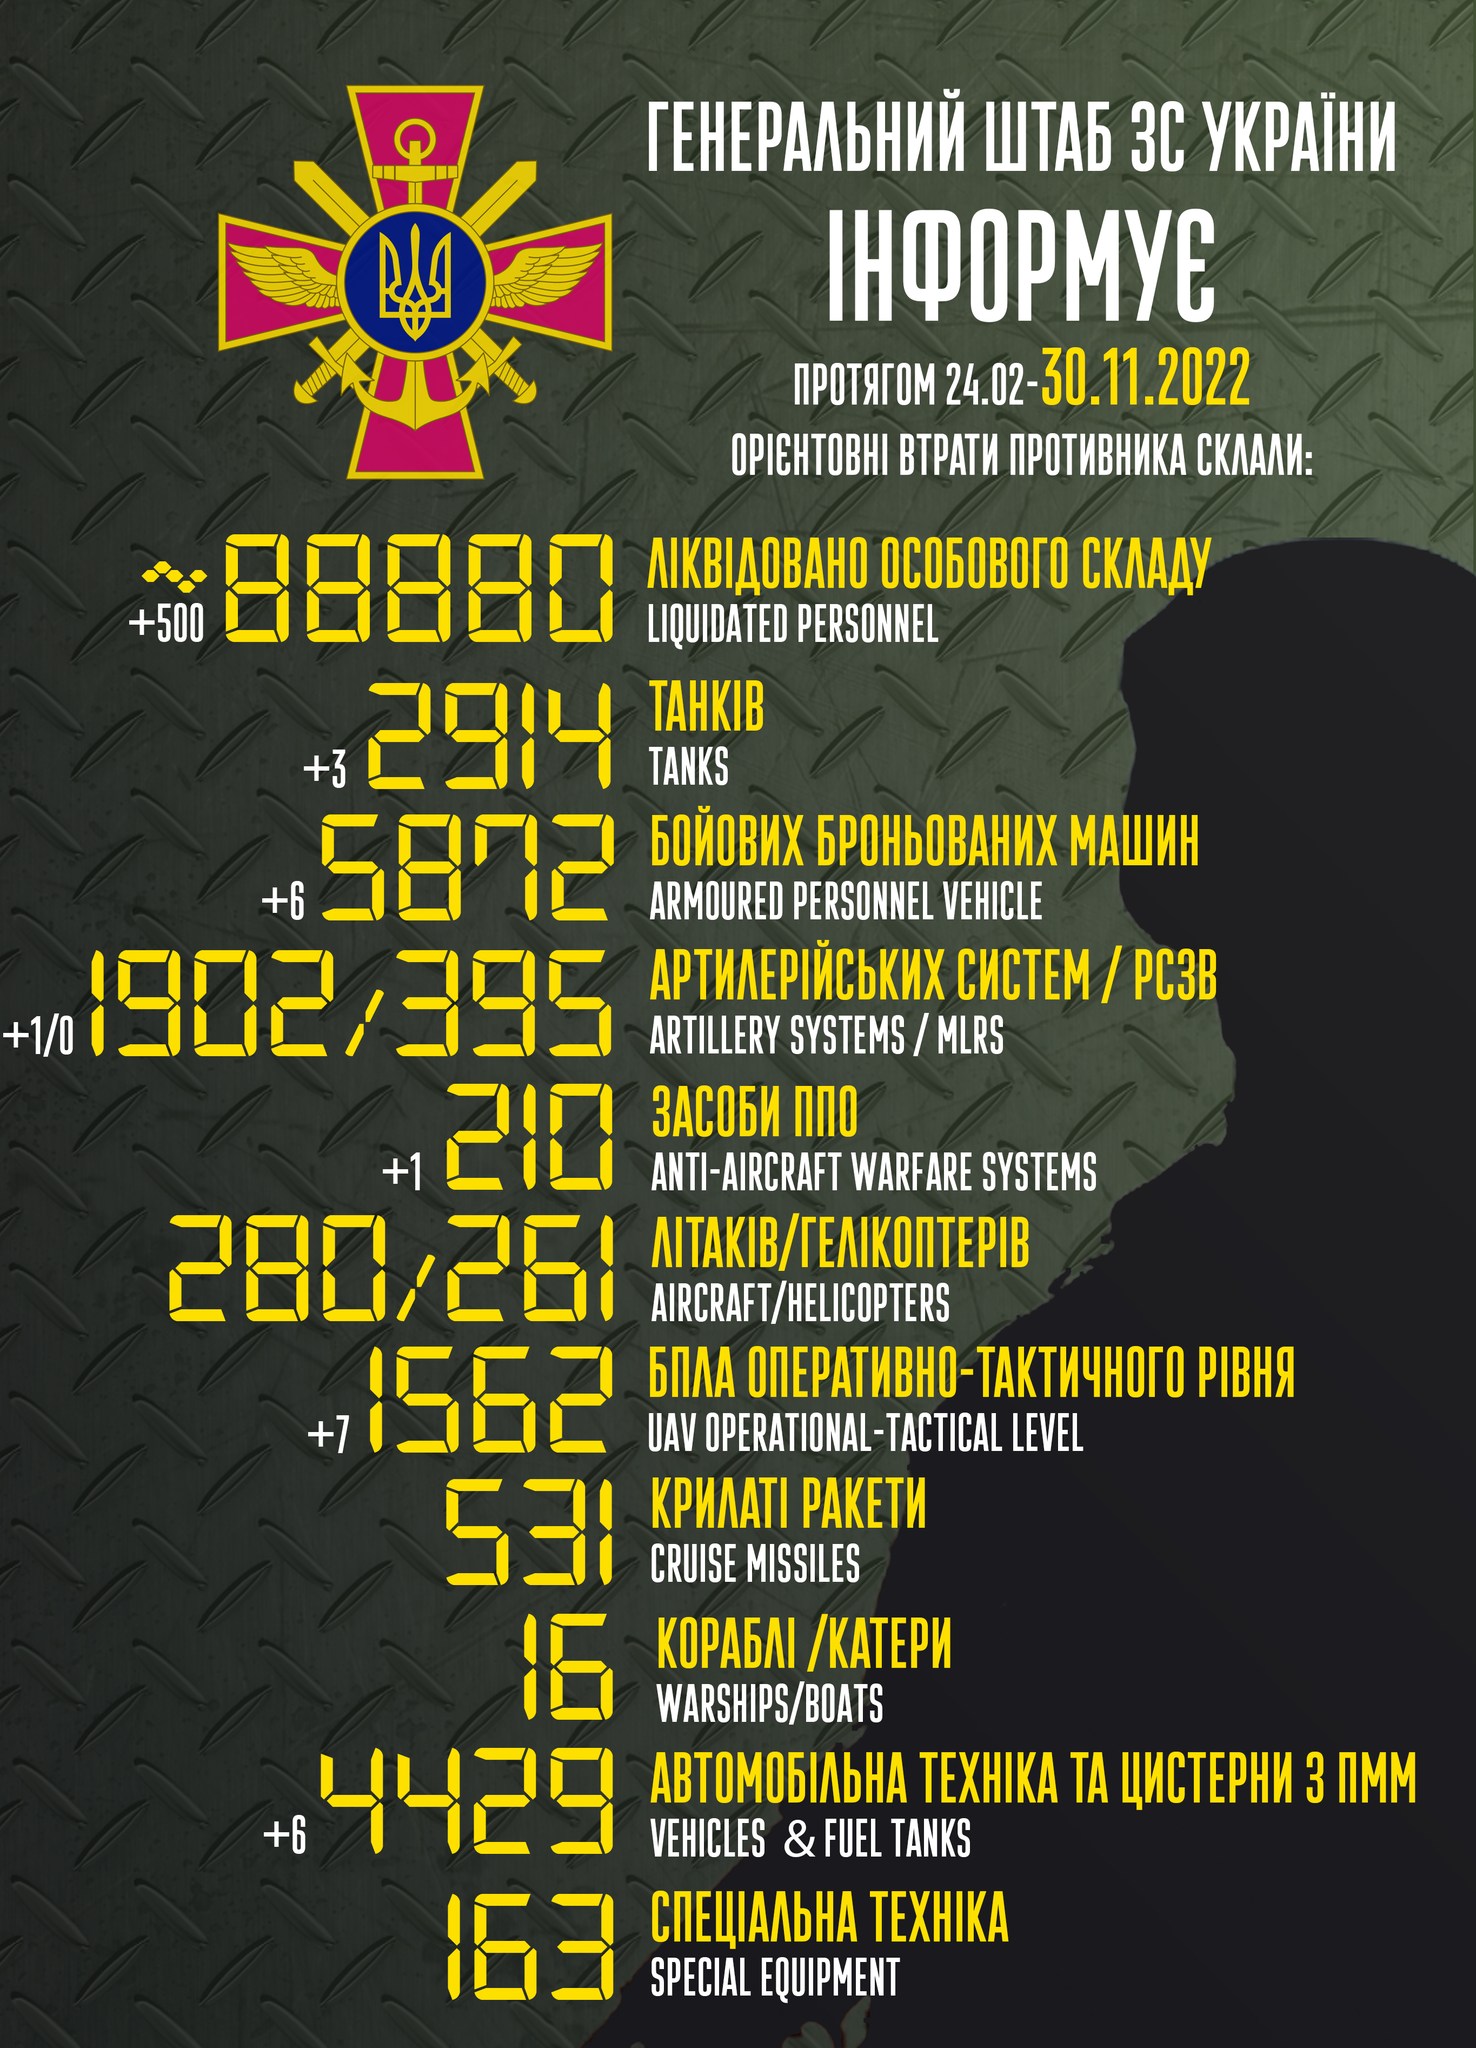 ГЕНЕРАЛЬНИЙ ШТАБ ЗС УКРАЇНИ
ІНФОРМУЄ
ПРОТЯГОМ 24.02-30.11.2022
ОРІЄНТОВНІ ВТРАТИ ПРОТИВНИКА СКЛАЛИ:
~88880 ЛІКВІДОВАНО ОСОБОВОГО СКЛАДУ
+500 LIQUIDATED PERSONNEL
2914 ТАНКІВ
+3 TANKS
5872 БОЙОВИХ БРОНЬОВАНИХ МАШИН
+6 ARMOURED PERSONNEL VEHICLE
1902/395 АРТИЛЕРІЙСЬКИХ СИСТЕМ / РСЗВ
+1/0 ARTILLERY SYSTEMS / MLRS
210 ЗАСОБИ ППО
+1 ANTI-AIRCRAFT WARFARE SYSTEMS
280/261 ЛІТАКІВ/ГЕЛІКОПТЕРІВ
AIRCRAFT/HELICOPTERS
1562 БПЛА ОПЕРАТИВНО-ТАКТИЧНОГО РІВНЯ
+7 UAV OPERATIONAL-TACTICAL LEVEL
531 КРИЛАТІ РАКЕТИ
CRUISE MISSILES
16 КОРАБЛІ /КАТЕРИ
WARSHIPS/BOATS
4429 АВТОМОБІЛЬНА ТЕХНІКА ТА ЦИСТЕРНИ З ПММ
+6 VEHICLES & FUEL TANKS
163 СПЕЦІАЛЬНА ТЕХНІКА
SPECIAL EQUIPMENT